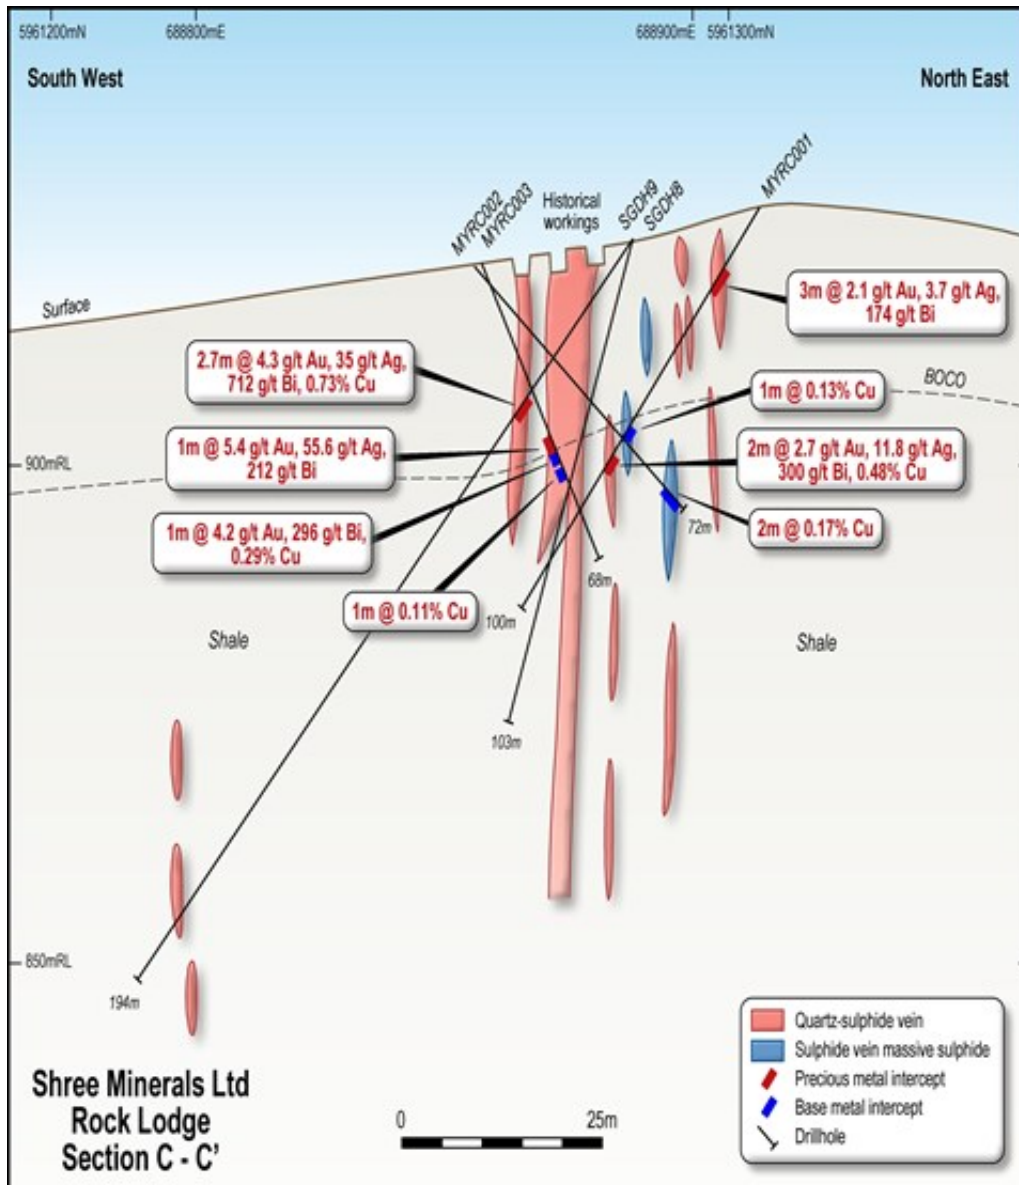 5961200mN
688800mE
688900mE
5961300mN
South West
North East
MYRC002
MYRC003
Historical
workings
SGDH9
SGDH8
MYRC001
Surface
3m @ 2.1 g/t Au, 3.7 g/t Ag,
174 g/t Bi
2.7m @ 4.3 g/t Au, 35 g/t Ag,
712 g/t Bi, 0.73% Cu
BOCO
1m @ 0.13% Cu
1m @ 5.4 g/t Au, 55.6 g/t Ag,
212 g/t Bi
2m @ 2.7 g/t Au, 11.8 g/t Ag,
300 g/t Bi, 0.48% Cu
900mRL
1m @ 4.2 g/t Au, 296 g/t Bi,
0.29% Cu
72m
2m @ 0.17% Cu
68m
1m @ 0.11% Cu
100m
Shale
Shale
103m
850mRL
194m
Shree Minerals Ltd
Rock Lodge
Section C - C'
0
25m
Quartz-sulphide vein
Sulphide vein massive sulphide
Precious metal intercept
Base metal intercept
Drillhole